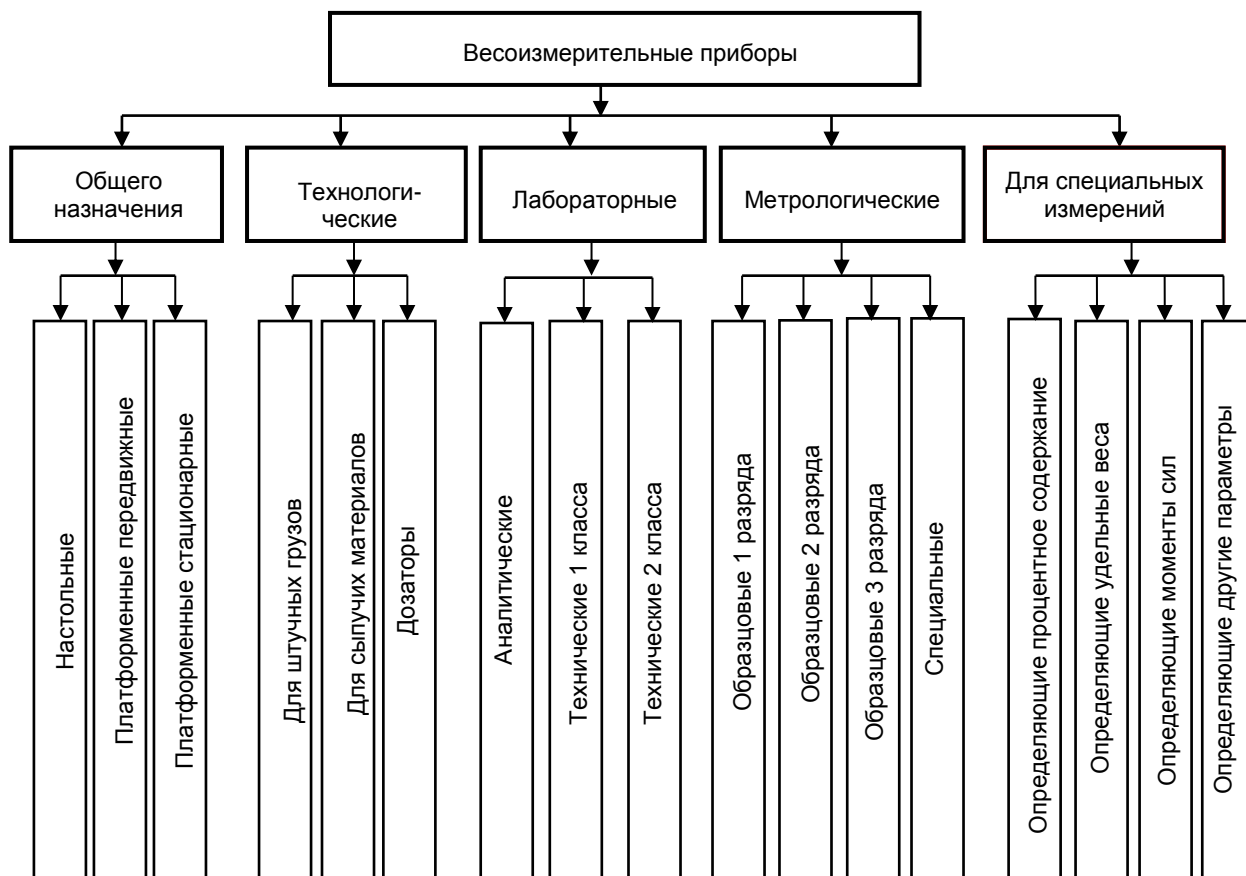 Весоизмерительные приборы
Общего
назначения
Технологи-
ческие
Лабораторные
Метрологические
Для специальных
измерений
Настольные
Платформенные передвижные
Платформенные стационарные
Для штучных грузов
Для сыпучих материалов
Дозаторы
Аналитические
Технические 1 класса
Технические 2 класса
Образцовые 1 разряда
Образцовые 2 разряда
Образцовые 3 разряда
Специальные
Определяющие процентное содержание
Определяющие удельные веса
Определяющие моменты сил
Определяющие другие параметры